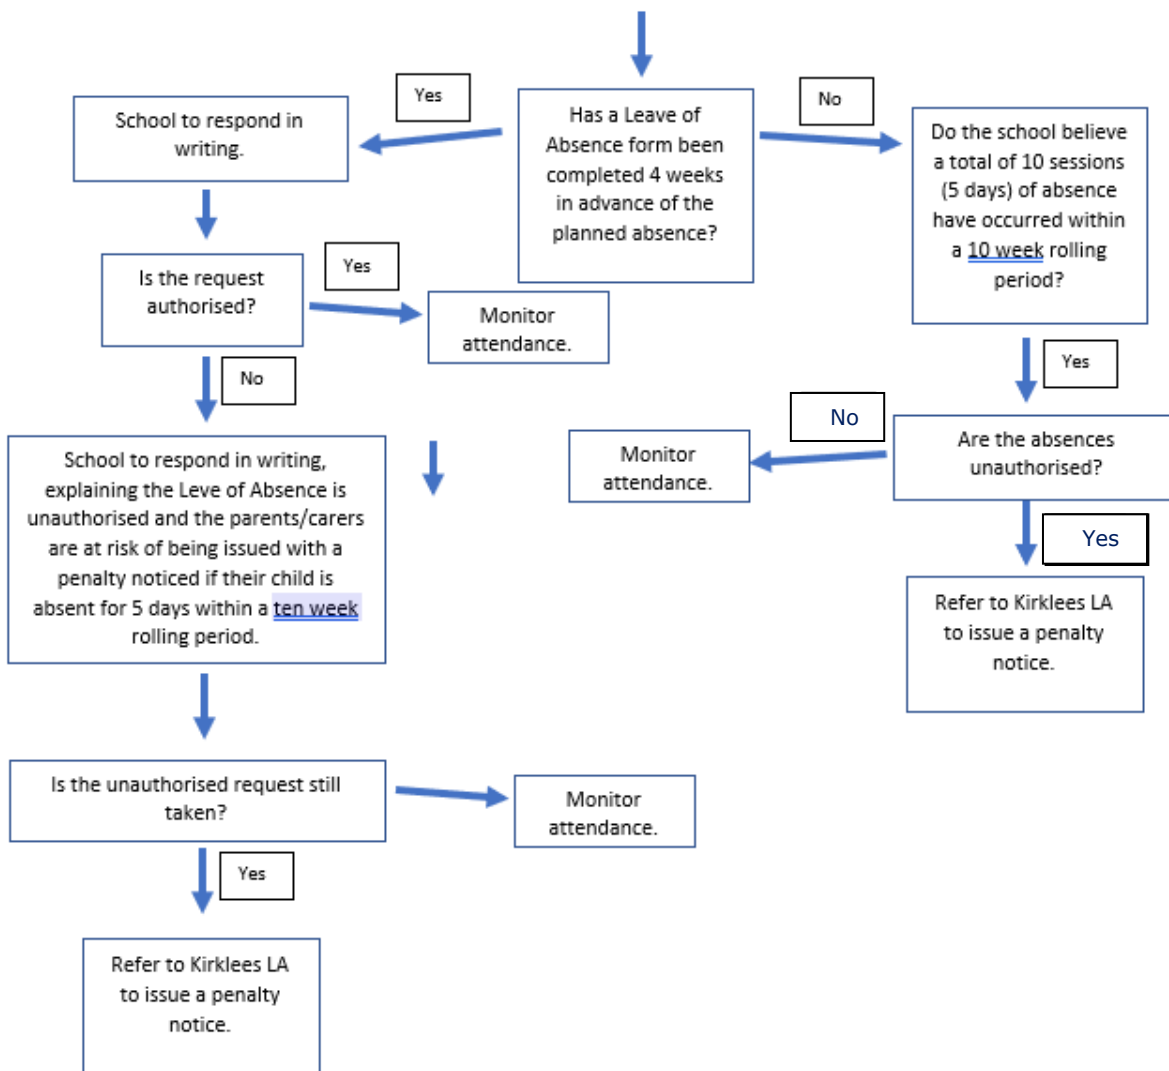 Yes
Has a Leave of
Absence form been
completed 4 weeks
in advance of the
planned absence?
No
School to respond in
writing.
Do the school believe
a total of 10 sessions
(5 days) of absence
have occurred within
a 10 week rolling
period?
Is the request
authorised?
Yes
Monitor
attendance.
No
Yes
No
Are the absences
unauthorised?
Monitor
attendance.
School to respond in writing,
explaining the Leve of Absence is
unauthorised and the parents/carers
are at risk of being issued with a
penalty noticed if their child is
absent for 5 days within a ten week
rolling period.
Yes
Refer to Kirklees LA
to issue a penalty
notice.
Is the unauthorised request still
taken?
Monitor
attendance.
Yes
Refer to Kirklees LA
to issue a penalty
notice.